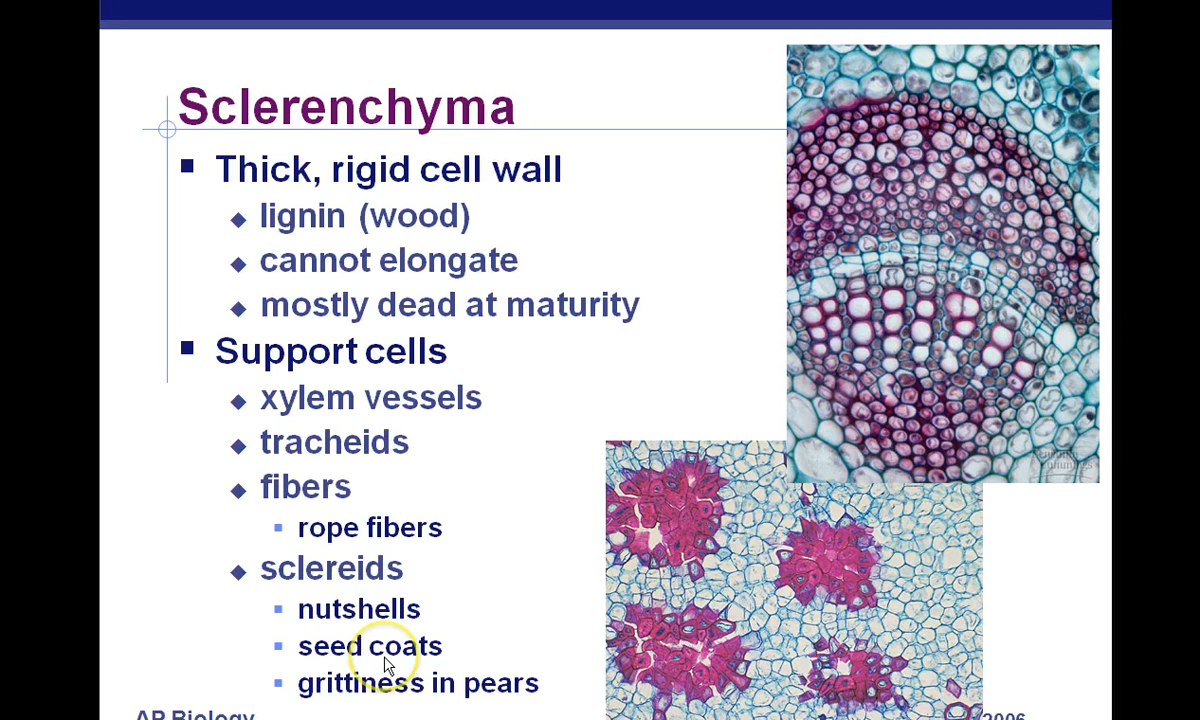 Sclerenchyma
Thick, rigid cell wall
lignin (wood)
cannot elongate
mostly dead at maturity
Support cells
xylem vessels
tracheids
fibers
rope fibers
sclereids
nutshells
seed coats
grittiness in pears
AP Biology
2006